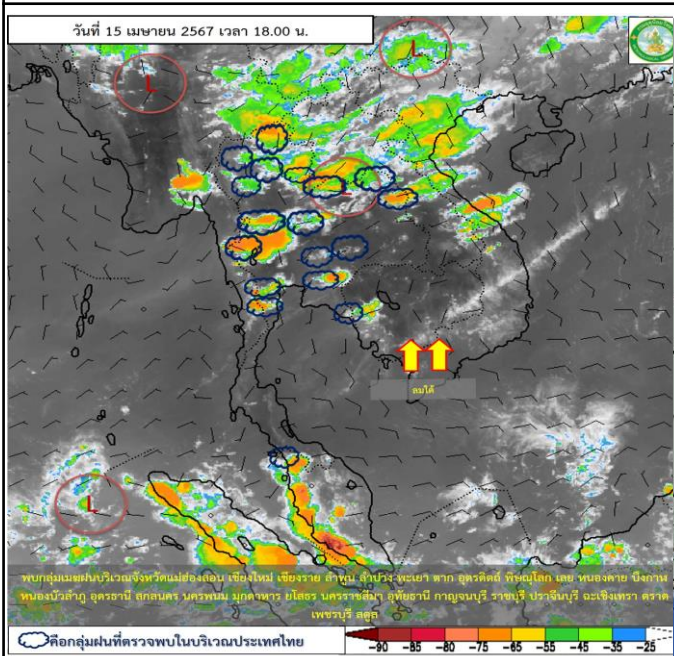 วันที่ 15 เมษายน 2567 เวลา 18.00 น.
L
L
L
ลมใต้
L
พบกลุ่มเมฆฝนบริเวณจังหวัดแม่ฮ่องสอน เชียงใหม่ เชียงราย ลำพูน ลำปาง พะเยา ตาก อุตรดิตถ์ พิษณุโลก เลย หนองคาย บึงกาฬ
หนองบัวลำภู อุดรธานี สกลนคร นครพนม มุกดาหาร ยโสธร นครราชสีมา อุทัยธานี กาญจนบุรี ราชบุรี ปราจีนบุรี ฉะเชิงเทรา ตราด
เพชรบุรี สตูล
คือกลุ่มฝนที่ตรวจพบในบริเวณประเทศไทย
-90 -85 -80 -75 -65 -55 -45 -35 -25